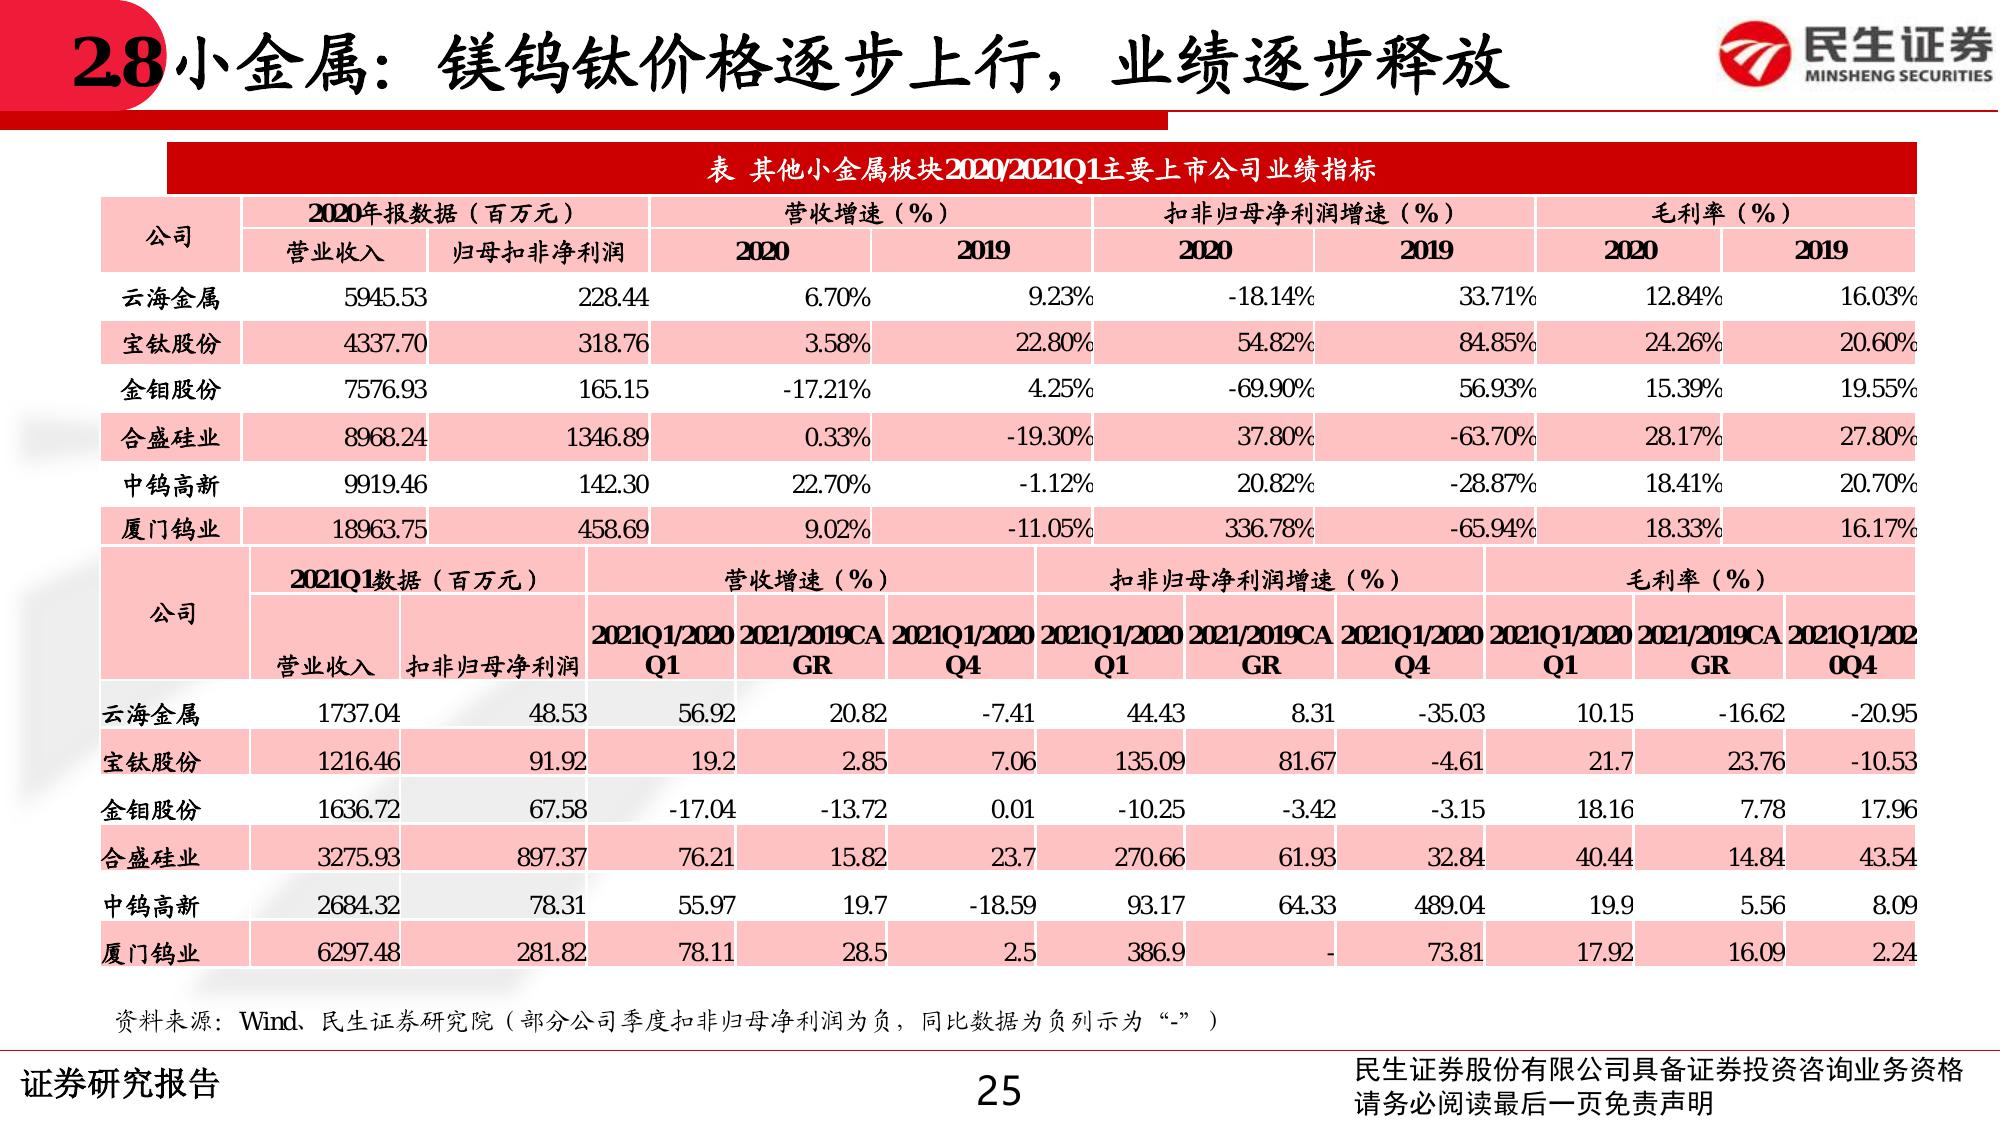 2.8小金属：镁钨钛价格逐步上行，业绩逐步释放
民生证券
MINSHENG SECURITIES
表 其他小金属板块2020/2021Q1主要上市公司业绩指标
公司 2020年报数据（百万元） 营收增速（%） 扣非归母净利润增速（%） 毛利率（%）
营业收入 归母扣非净利润 2020 2019 2020 2019 2020 2019
云海金属 5945.53 228.44 6.70% 9.23% -18.14% 33.71% 12.84% 16.03%
宝钛股份 4337.70 318.76 3.58% 22.80% 54.82% 84.85% 24.26% 20.60%
金钼股份 7576.93 165.15 -17.21% 4.25% -69.90% 56.93% 15.39% 19.55%
合盛硅业 8968.24 1346.89 0.33% -19.30% 37.80% -63.70% 28.17% 27.80%
中钨高新 9919.46 142.30 22.70% -1.12% 20.82% -28.87% 18.41% 20.70%
厦门钨业 18963.75 458.69 9.02% -11.05% 336.78% -65.94% 18.33% 16.17%
公司 2021Q1数据（百万元） 营收增速（%） 扣非归母净利润增速（%） 毛利率（%）
营业收入 扣非归母净利润 2021Q1/2020Q1 2021/2019CAGR 2021Q1/2020Q4 2021Q1/2020Q1 2021/2019CAGR 2021Q1/2020Q4 2021Q1/2020Q1 2021/2019CAGR 2021Q1/2020Q4
云海金属 1737.04 48.53 56.92 20.82 -7.41 44.43 8.31 -35.03 10.15 -16.62 -20.95
宝钛股份 1216.46 91.92 19.2 2.85 7.06 135.09 81.67 -4.61 21.7 23.76 -10.53
金钼股份 1636.72 67.58 -17.04 -13.72 0.01 -10.25 -3.42 -3.15 18.16 7.78 17.96
合盛硅业 3275.93 897.37 76.21 15.82 23.7 270.66 61.93 32.84 40.44 14.84 43.54
中钨高新 2684.32 78.31 55.97 19.7 -18.59 93.17 64.33 489.04 19.9 5.56 8.09
厦门钨业 6297.48 281.82 78.11 28.5 2.5 386.9 - 73.81 17.92 16.09 2.24
资料来源：Wind、民生证券研究院（部分公司季度扣非归母净利润为负，同比数据为负列示为“-”）
证券研究报告
25
民生证券股份有限公司具备证券投资咨询业务资格
请务必阅读最后一页免责声明